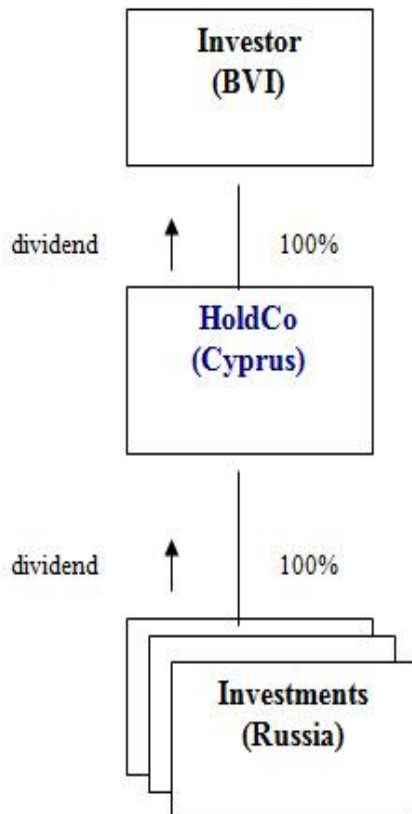 Investor
(BVI)
dividend
100%
HoldCo
(Cyprus)
dividend
100%
Investments
(Russia)